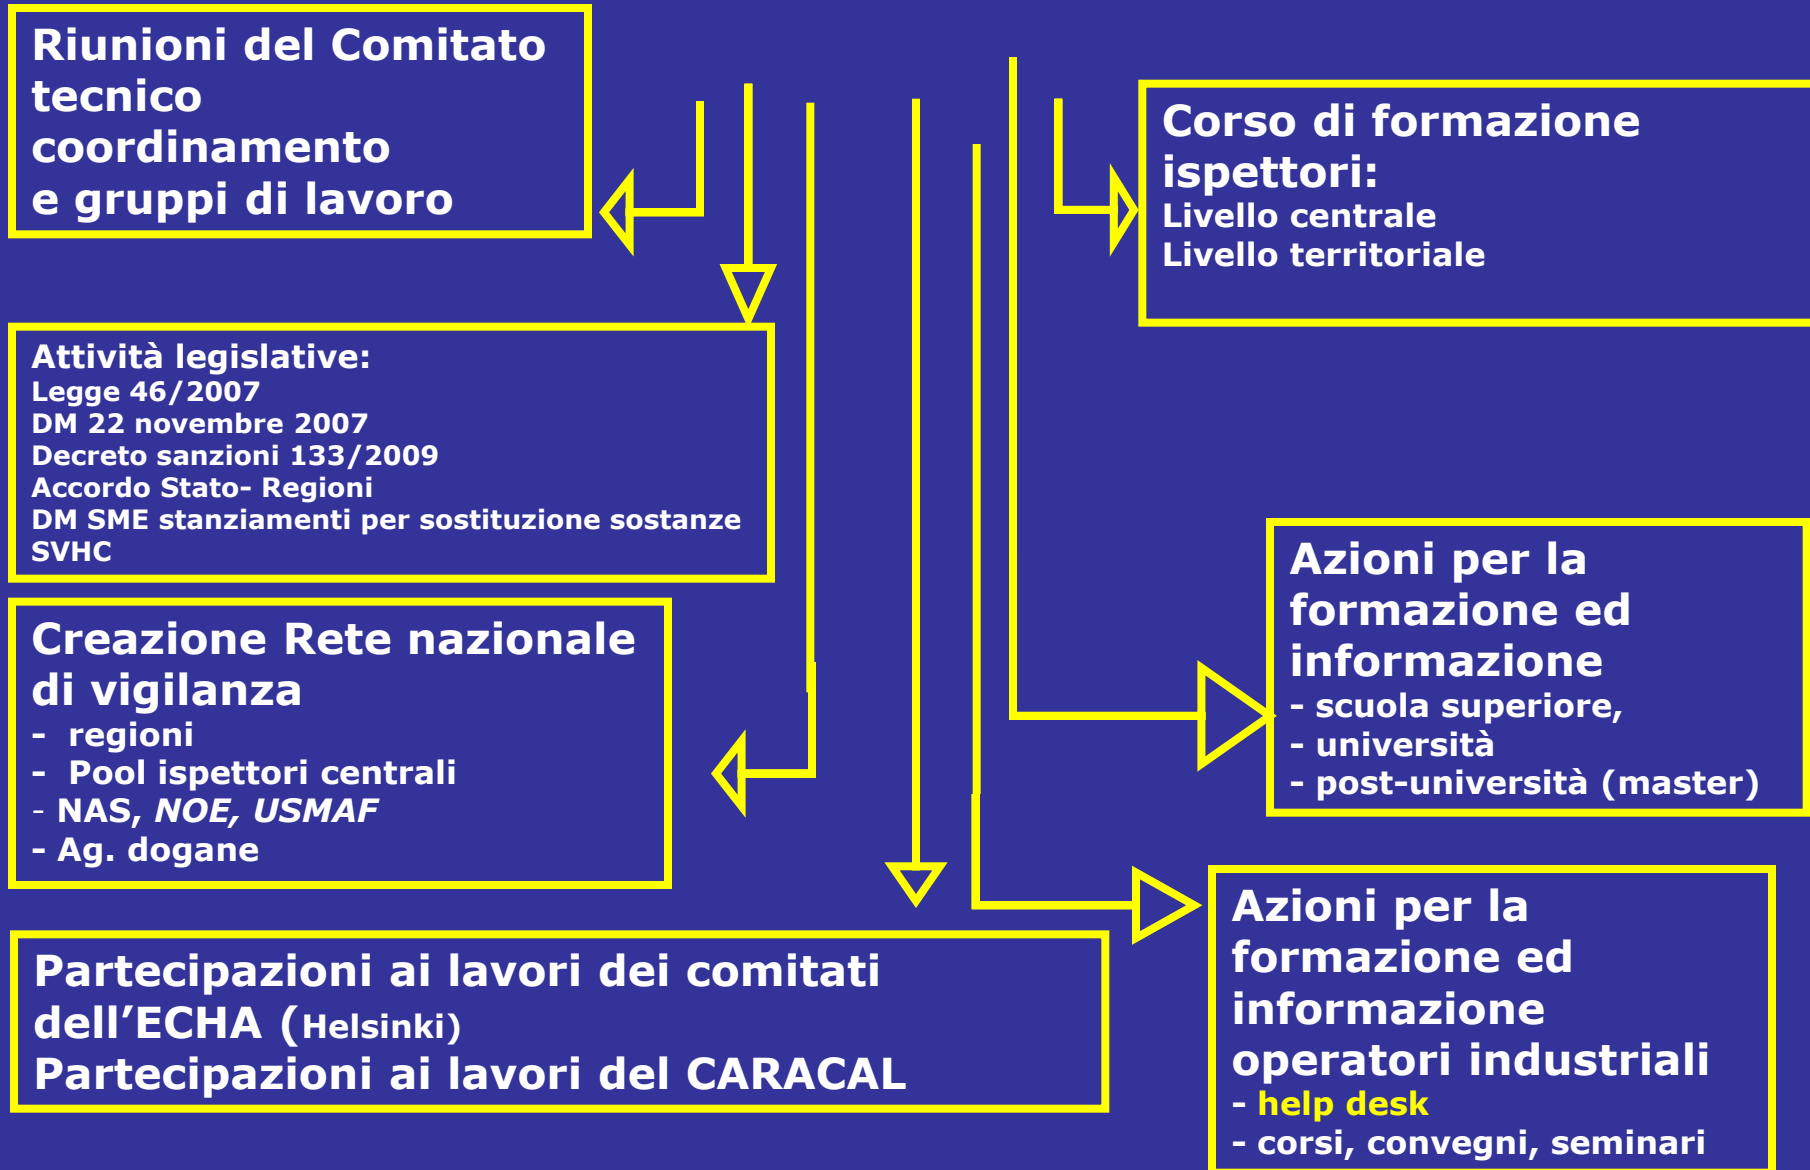 Riunioni del Comitato
tecnico
coordinamento
e gruppi di lavoro
Corso di formazione
ispettori:
Livello centrale
Livello territoriale
Attività legislative:
Legge 46/2007
DM 22 novembre 2007
Decreto sanzioni 133/2009
Accordo Stato- Regioni
DM SME stanziamenti per sostituzione sostanze
SVHC
Azioni per la
formazione ed
informazione
- scuola superiore,
- università
- post-università (master)
Creazione Rete nazionale
di vigilanza
- regioni
- Pool ispettori centrali
- NAS, NOE, USMAF
- Ag. dogane
Partecipazioni ai lavori dei comitati
dell’ECHA (Helsinki)
Partecipazioni ai lavori del CARACAL
Azioni per la
formazione ed
informazione
operatori industriali
- help desk
- corsi, convegni, seminari